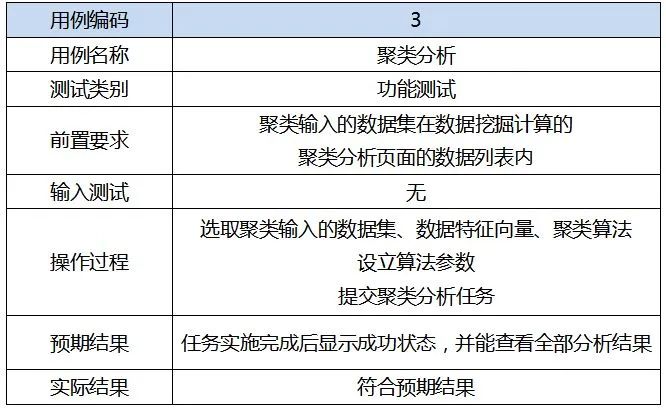 用例编码 3
用例名称 聚类分析
测试类别 功能测试
前置要求 聚类输入的数据集在数据挖掘计算的
聚类分析页面的数据列表内
输入测试 无
操作过程 选取聚类输入的数据集、数据特征向量、聚类算法
设立算法参数
提交聚类分析任务
预期结果 任务实施完成后显示成功状态，并能查看全部分析结果
实际结果 符合预期结果